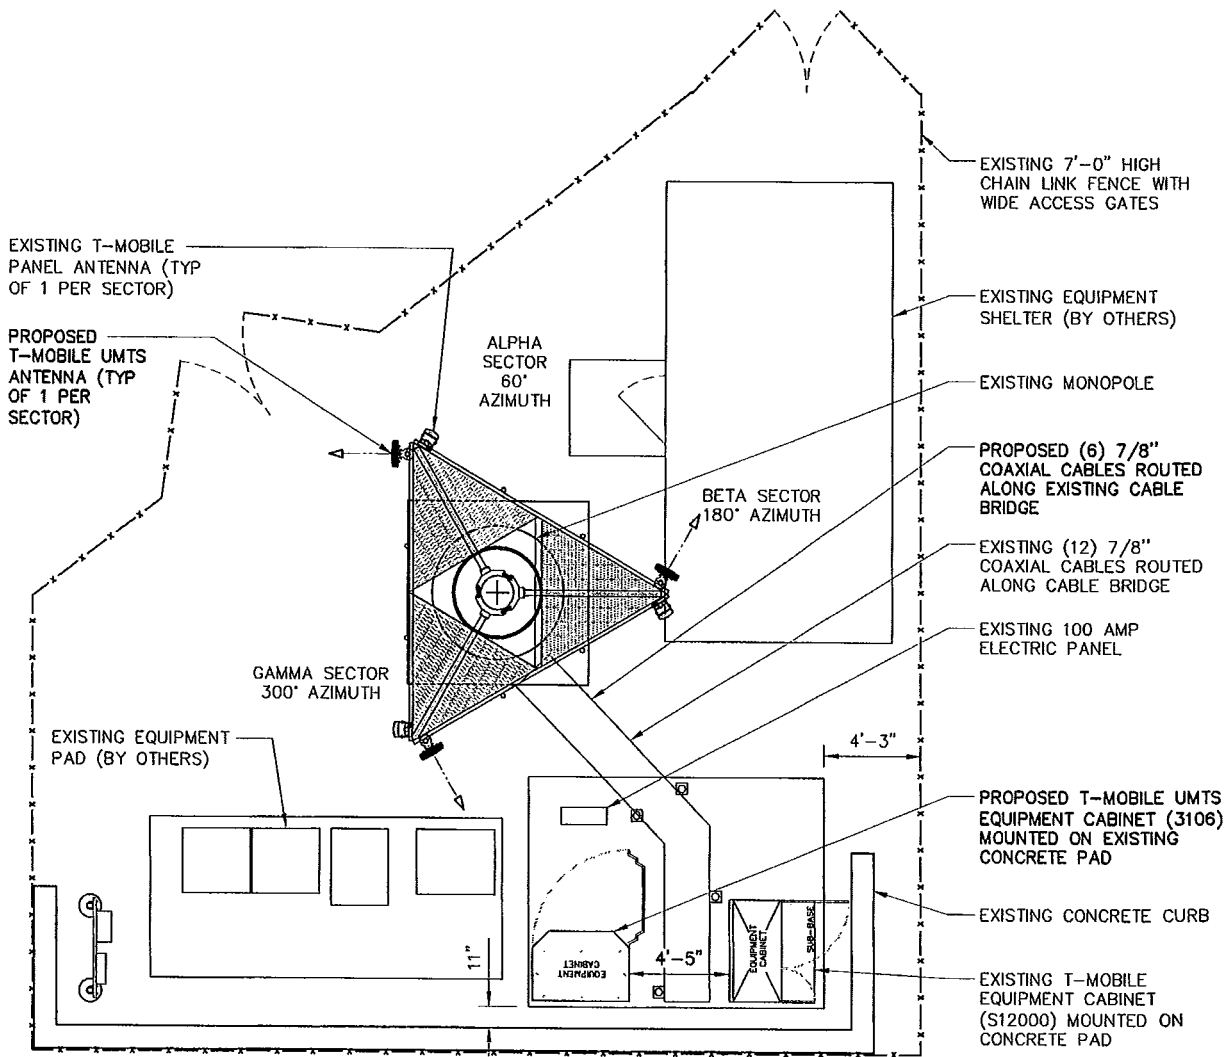 EXISTING 7'-0" HIGH
CHAIN LINK FENCE WITH
WIDE ACCESS GATES
EXISTING T-MOBILE
PANEL ANTENNA (TYP
OF 1 PER SECTOR)
EXISTING EQUIPMENT
SHELTER (BY OTHERS)
PROPOSED
T-MOBILE UMTS
ANTENNA (TYP
OF 1 PER
SECTOR)
ALPHA
SECTOR
60°
AZIMUTH
EXISTING MONOPOLE
PROPOSED (6) 7/8"
COAXIAL CABLES ROUTED
ALONG EXISTING CABLE
BRIDGE
BETA SECTOR
180° AZIMUTH
EXISTING (12) 7/8"
COAXIAL CABLES ROUTED
ALONG CABLE BRIDGE
EXISTING 100 AMP
ELECTRIC PANEL
GAMMA SECTOR
300° AZIMUTH
EXISTING EQUIPMENT
PAD (BY OTHERS)
4'-3"
PROPOSED T-MOBILE UMTS
EQUIPMENT CABINET (3106)
MOUNTED ON EXISTING
CONCRETE PAD
EXISTING CONCRETE CURB
11"
EQUIPMENT
CABINET
4'-5"
EQUIPMENT
CABINET
SUB-BASE
EXISTING T-MOBILE
EQUIPMENT CABINET
(S12000) MOUNTED ON
CONCRETE PAD